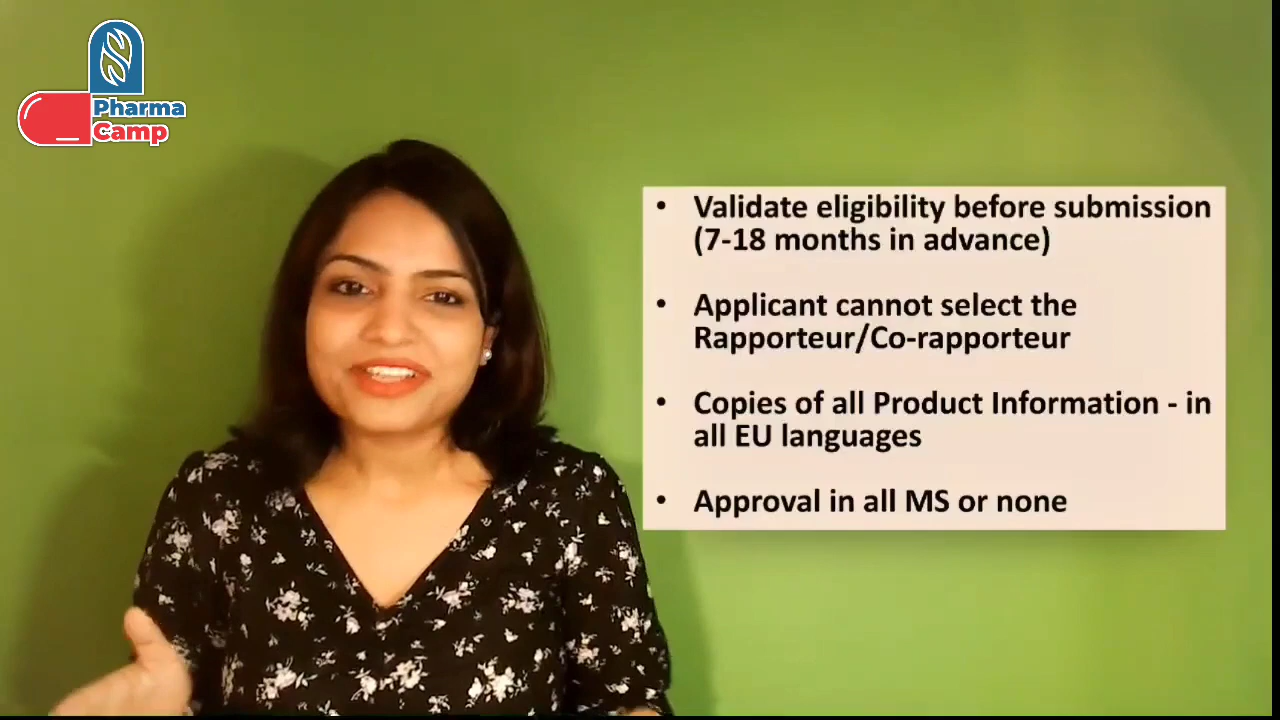 Pharma
Camp
• Validate eligibility before submission
(7-18 months in advance)
• Applicant cannot select the
Rapporteur/Co-rapporteur
• Copies of all Product Information - in
all EU languages
• Approval in all MS or none